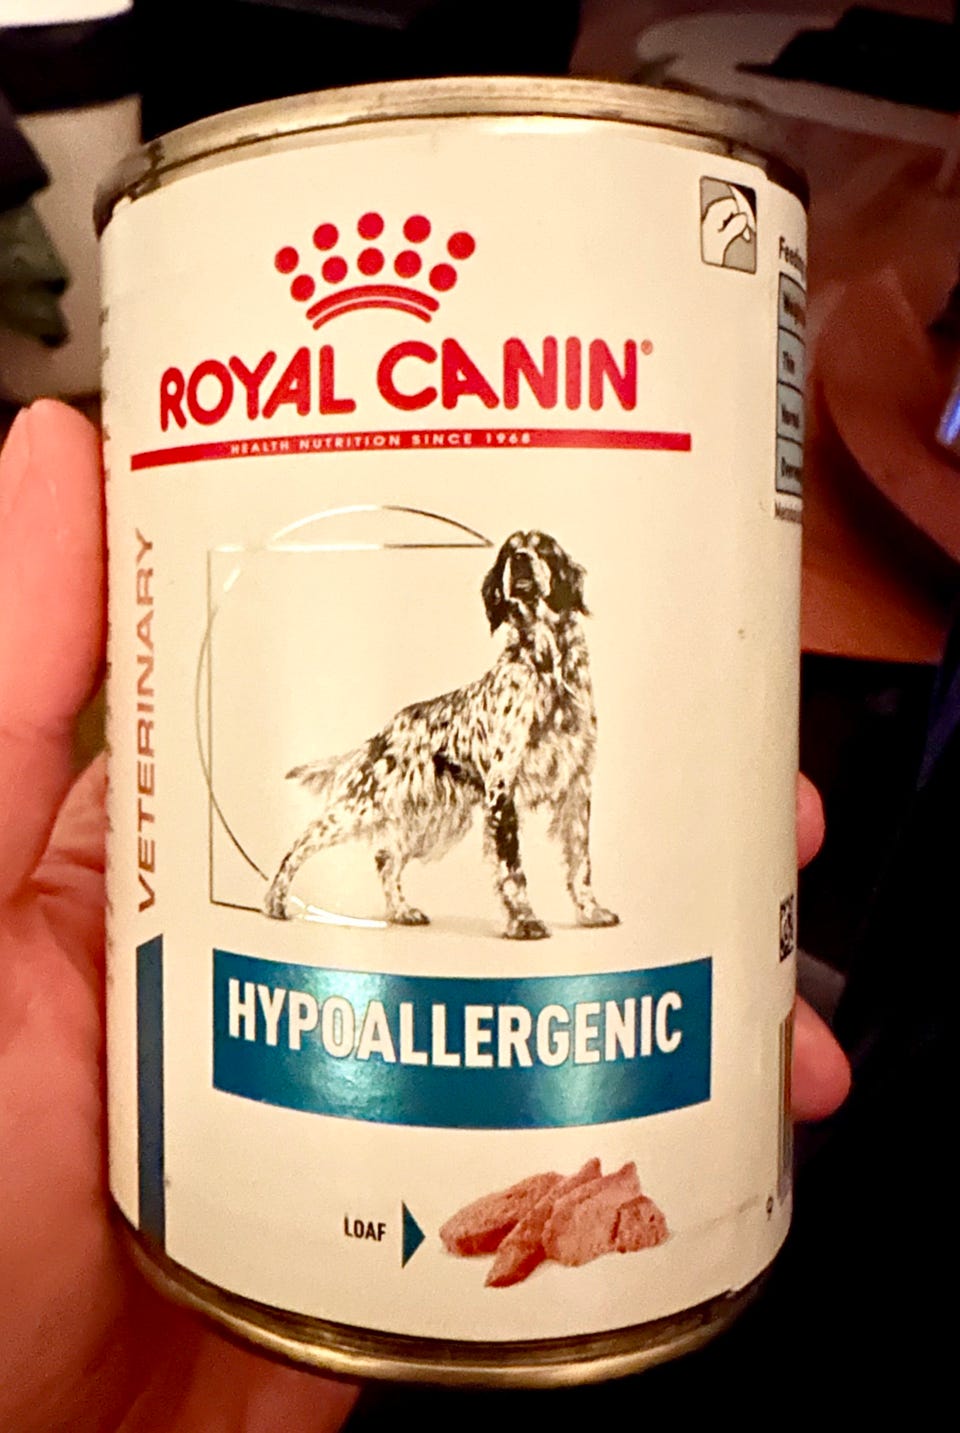 ROYAL CANIN®
HEALTH NUTRITION SINCE 1968
VETERINARY
HYPOALLERGENIC
LOAF